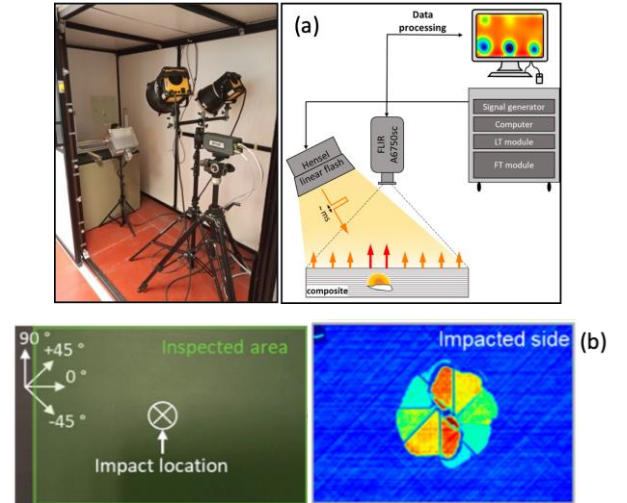 (a)
Data
processing
Signal generator
Computer
LT module
FT module
FLIR
A6750sc
Hensel
linear flash
~ ms
composite
90 °
+45 °
0 °
-45 °
Inspected area
Impact location
Impacted side
(b)